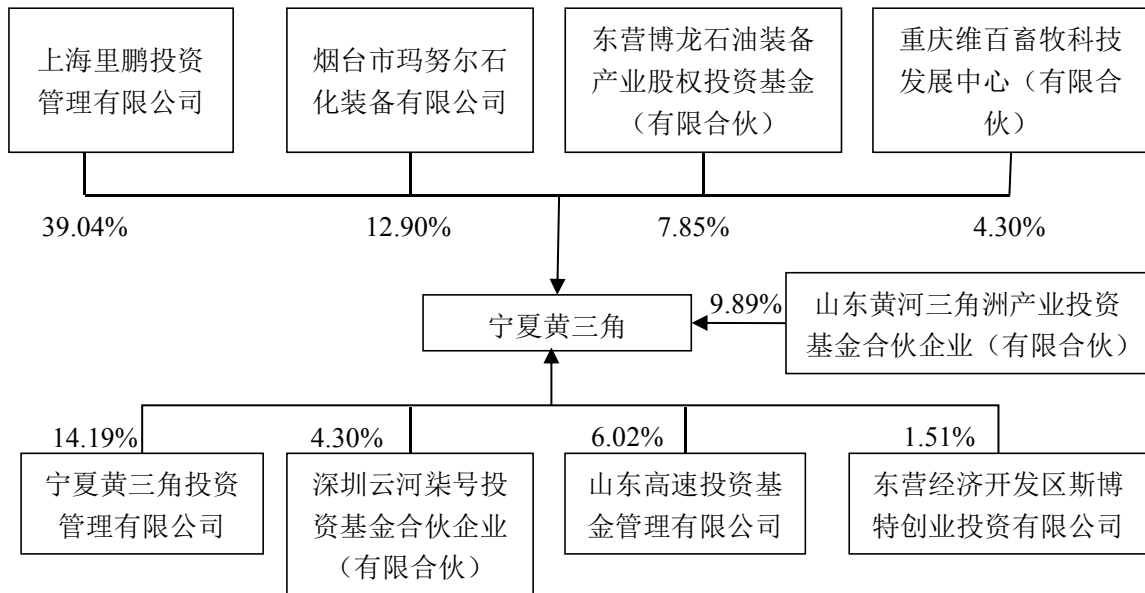 上海里鹏投资
管理有限公司
烟台市玛努尔石
化装备有限公司
东营博龙石油装备
产业股权投资基金
（有限合伙）
重庆维百畜牧科技
发展中心（有限合
伙）
39.04%
12.90%
7.85%
4.30%
宁夏黄三角
9.89%
山东黄河三角洲产业投资
基金合伙企业（有限合伙）
14.19%
4.30%
6.02%
1.51%
宁夏黄三角投资
管理有限公司
深圳云河柒号投
资基金合伙企业
（有限合伙）
山东高速投资基
金管理有限公司
东营经济开发区斯博
特创业投资有限公司